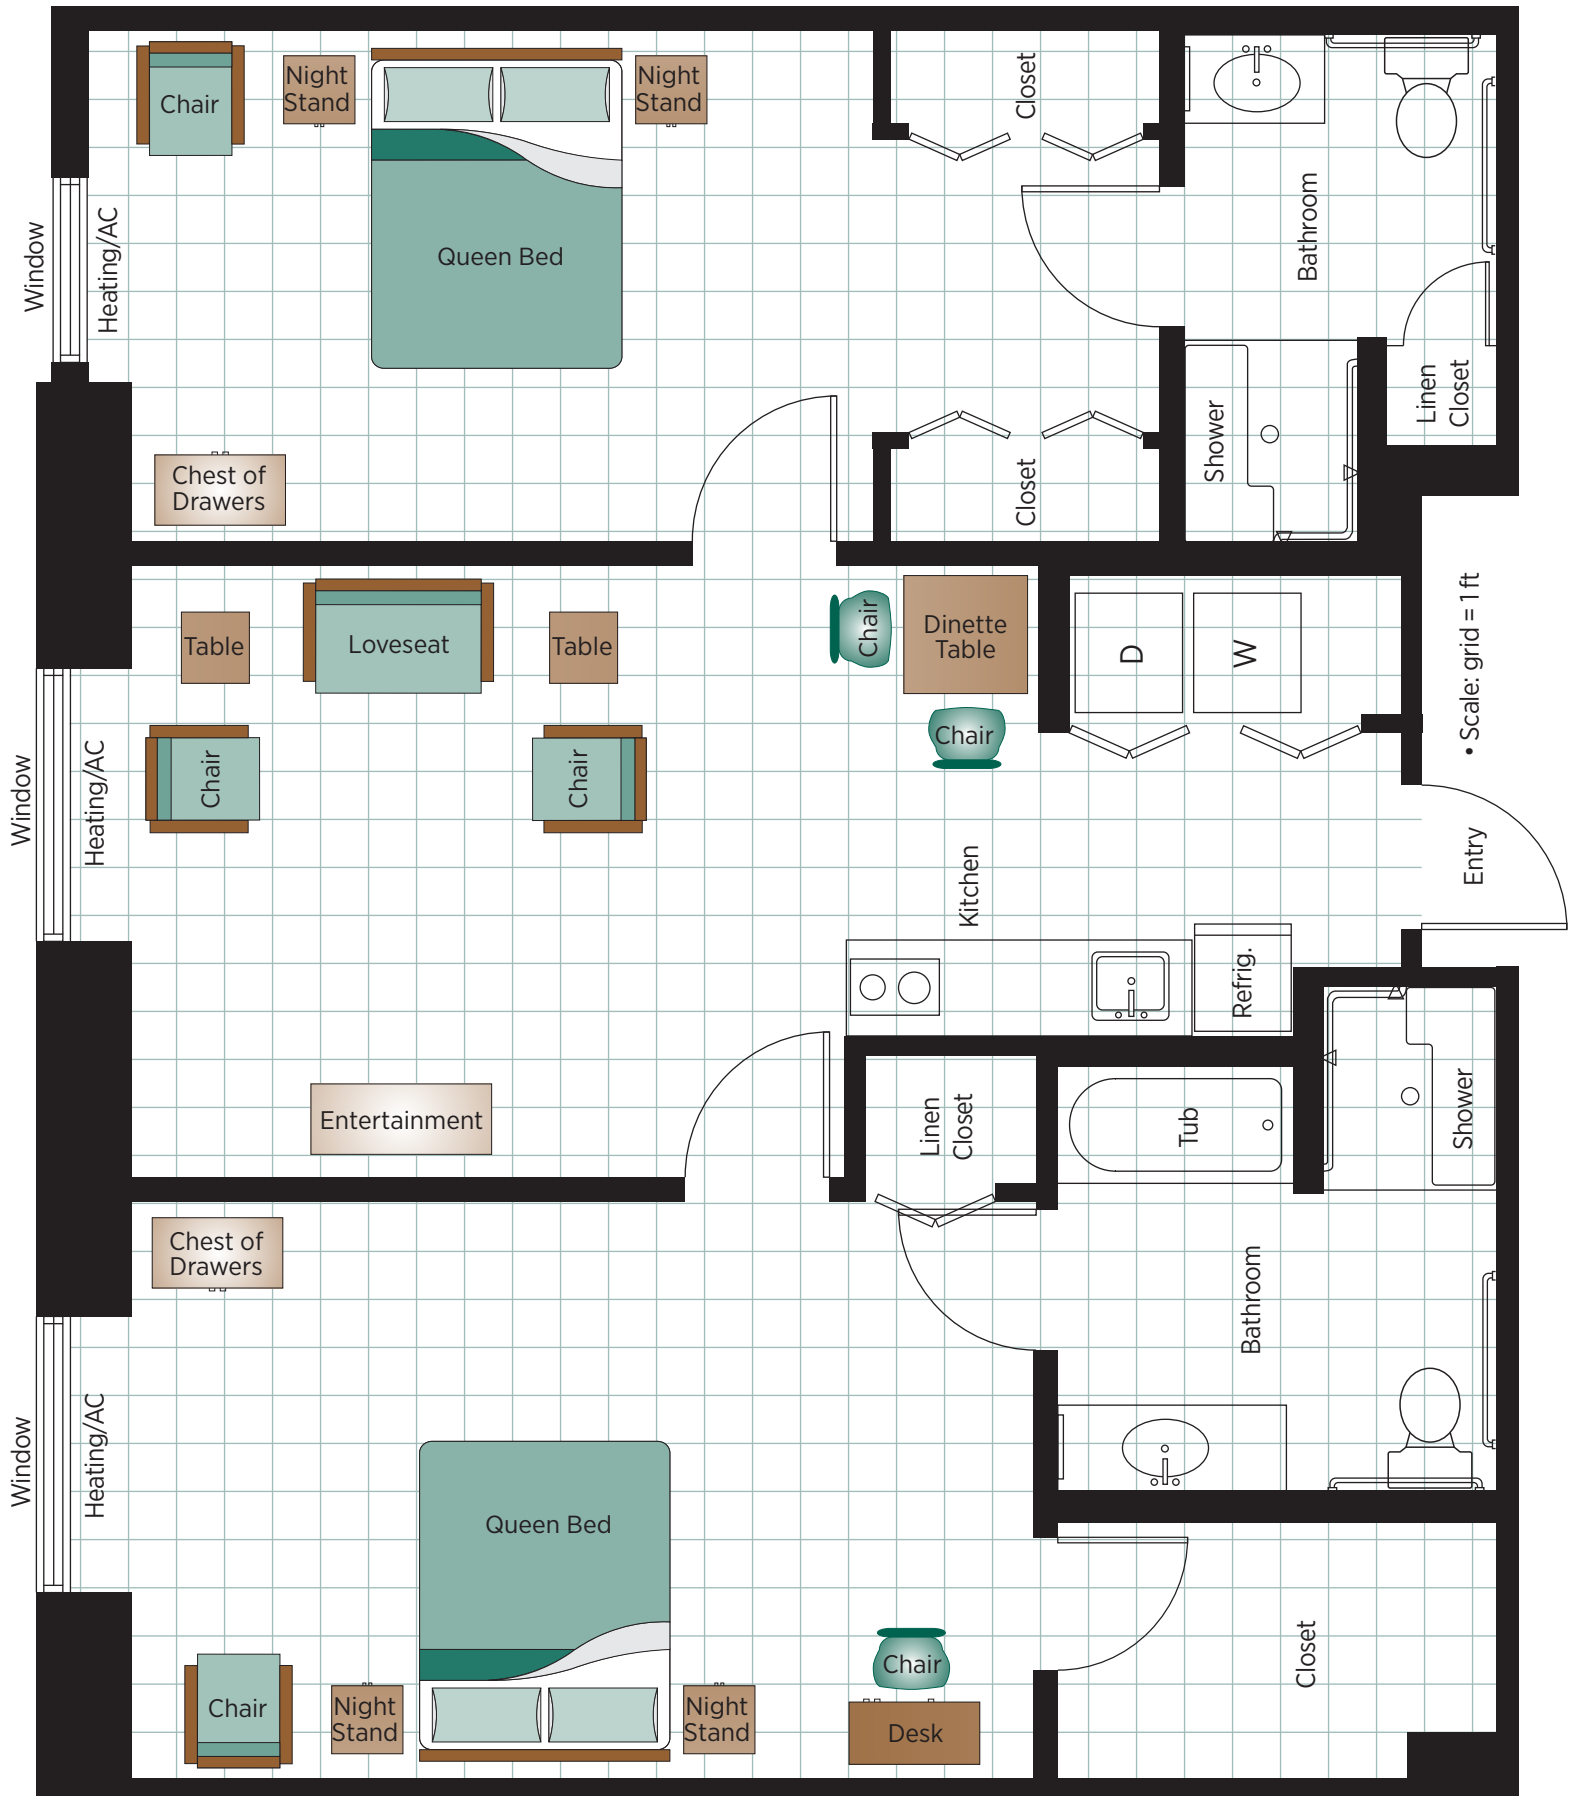 Chair
Night
Stand
Night
Stand
Closet
Queen Bed
Bathroom
Window
Heating/AC
Linen
Closet
Shower
Chest of
Drawers
Closet
Table
Loveseat
Table
Chair
Dinette
Table
D
W
• Scale: grid = 1ft
Chair
Window
Heating/AC
Chair
Chair
Kitchen
Entry
Refrig.
Entertainment
Linen
Closet
Tub
Shower
Chest of
Drawers
Bathroom
Window
Heating/AC
Queen Bed
Closet
Chair
Chair
Night
Stand
Night
Stand
Desk